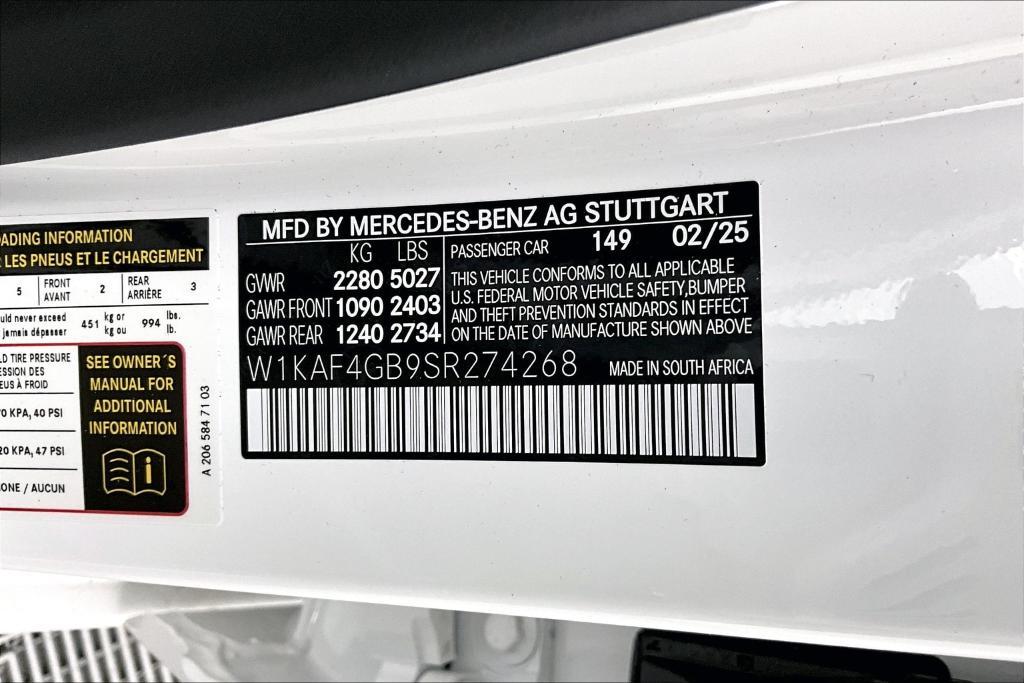 ADING INFORMATION
LES PNEUS ET LE CHARGEMENT
5 FRONT AVANT 2 REAR ARRIÈRE 3
uld never exceed
jamais dépasser 451 kg or kg ou 994 lbs. lb.
LD TIRE PRESSURE
ESSION DES
EUS À FROID
0 KPA, 40 PSI
20 KPA, 47 PSI
ONE / AUCUN
SEE OWNER´S
MANUAL FOR
ADDITIONAL
INFORMATION
A 206 584 71 03
MFD BY MERCEDES-BENZ AG STUTTGART
KG LBS
GVWR 2280 5027
GAWR FRONT 1090 2403
GAWR REAR 1240 2734
PASSENGER CAR 149 02/25
THIS VEHICLE CONFORMS TO ALL APPLICABLE
U.S. FEDERAL MOTOR VEHICLE SAFETY,BUMPER
AND THEFT PREVENTION STANDARDS IN EFFECT
ON THE DATE OF MANUFACTURE SHOWN ABOVE
W1KAF4GB9SR274268 MADE IN SOUTH AFRICA